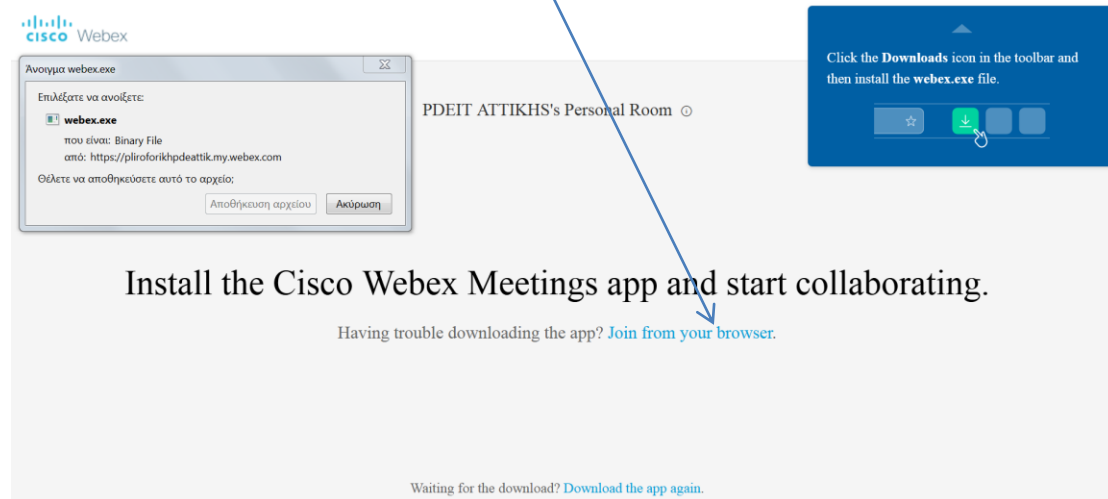 CISCO Webex
Άνοιγμα webex.exe
Επιλέξατε να ανοίξετε:
webex.exe
που είναι: Binary File
από: https://pliroforikhpdeattik.my.webex.com
Θέλετε να αποθηκεύσετε αυτό το αρχείο;
Αποθήκευση αρχείου Ακύρωση
PDEIT ATTIKHS's Personal Room
Click the Downloads icon in the toolbar and
then install the webex.exe file.
Install the Cisco Webex Meetings app and start collaborating.
Having trouble downloading the app? Join from your browser.
Waiting for the download? Download the app again.